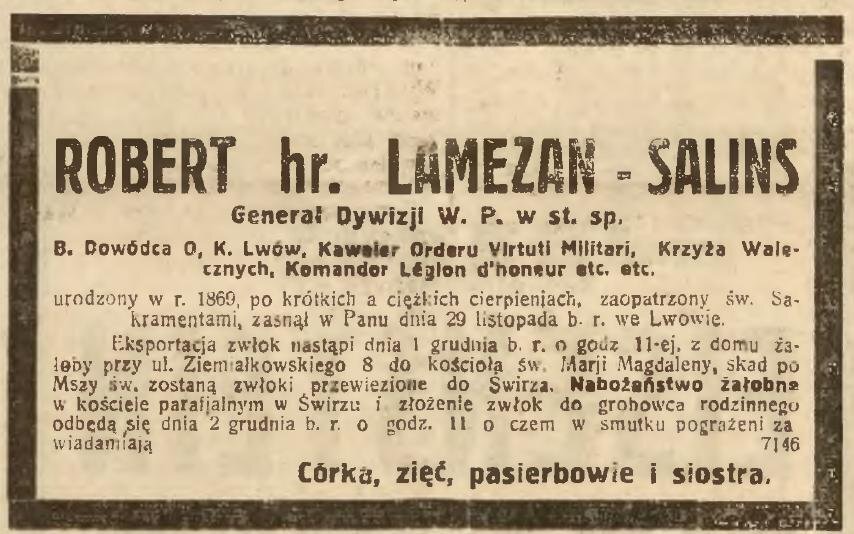 ROBERT hr. LAMEZAN - SALINS
Generał Dywizji W. P. w st. sp.
B. Dowódca O. K. Lwów, Kawaler Orderu Virtuti Militari, Krzyża Wale-
cznych, Komandor Légion d'honeur etc. etc.
urodzony w r. 1869, po krótkich a ciężkich cierpieniach, zaopatrzony św. Sa-
kramentami, zasnął w Panu dnia 29 listopada b. r. we Lwowie.
Eksportacja zwłok nastąpi dnia 1 grudnia b. r. o godz 11-ej, z domu ża-
łoby przy ul. Ziemiałkowskiego 8 do kościoła św. Marji Magdaleny, skad po
Mszy św. zostaną zwłoki przewiezione do Świrza. Nabożeństwo żałobne
w kościele parafjalnym w Świrzu i złożenie zwłok do grobowca rodzinnego
odbędą się dnia 2 grudnia b. r. o godz. 11 o czem w smutku pogrążeni za
wiadamiają 7146
Córka, zięć, pasierbowie i siostra.